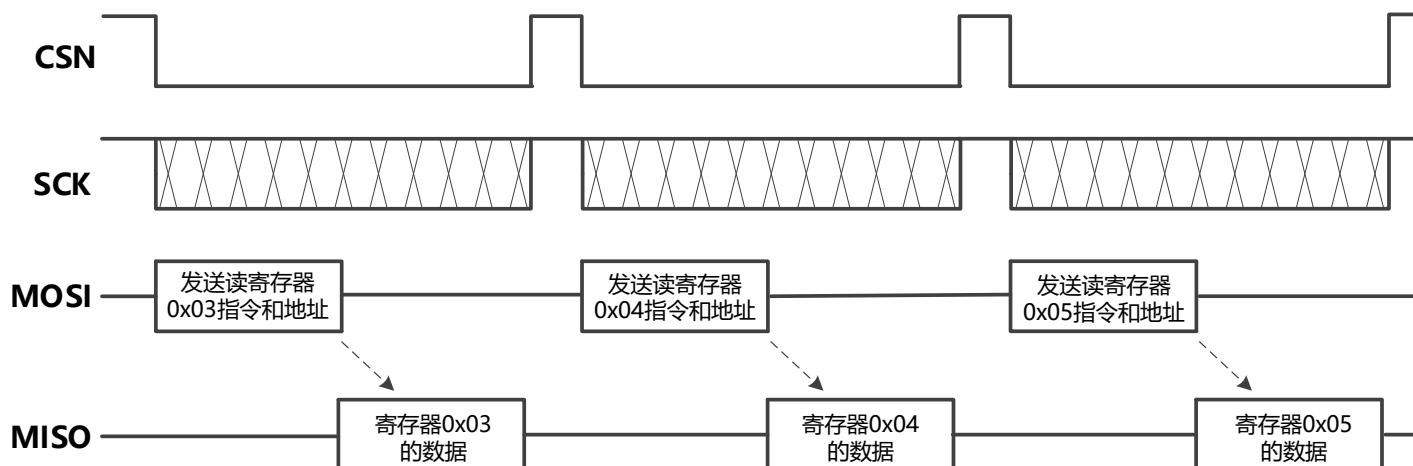 CSN
SCK
MOSI
发送读寄存器
0x03指令和地址
发送读寄存器
0x04指令和地址
发送读寄存器
0x05指令和地址
MISO
寄存器0x03
的数据
寄存器0x04
的数据
寄存器0x05
的数据